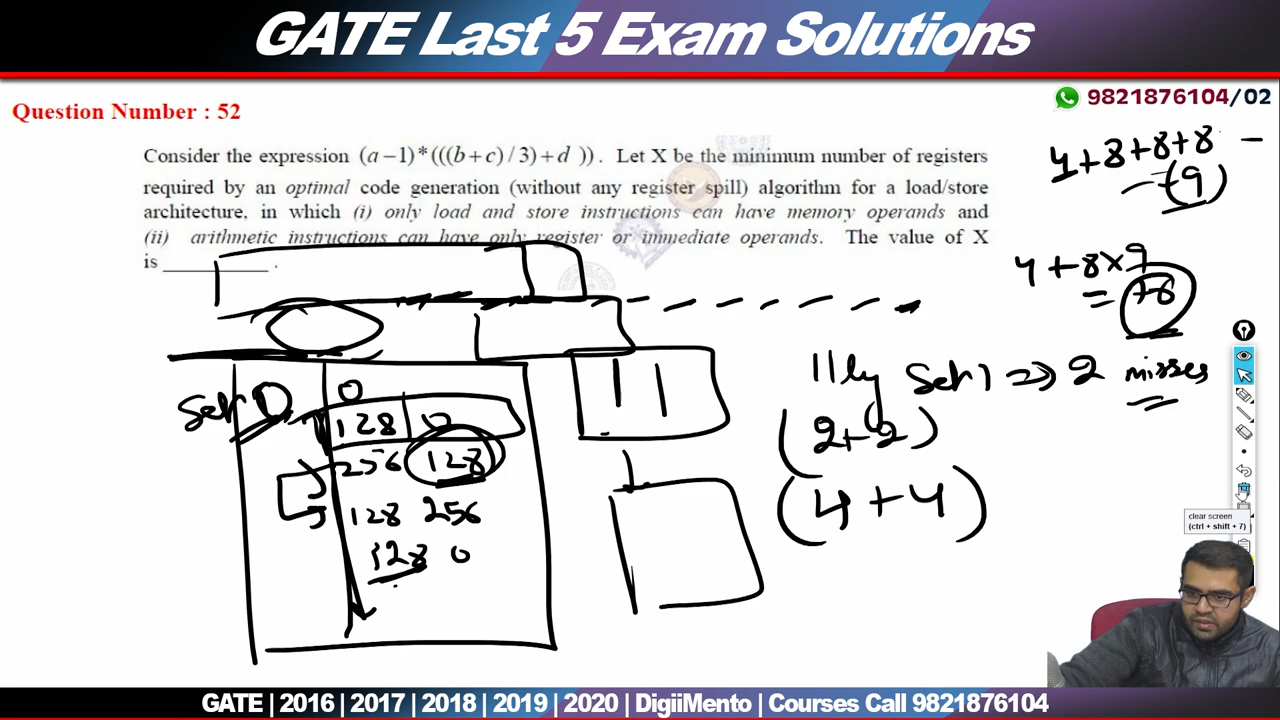 GATE Last 5 Exam Solutions
Question Number : 52
9821876104/02
Consider the expression (a−1)*(((b+c)/3)+d )). Let X be the minimum number of registers
required by an optimal code generation (without any register spill) algorithm for a load/store
architecture, in which (i) only load and store instructions can have memory operands and
(ii) arithmetic instructions can have only register or immediate operands. The value of X
is __________ .
4+8+8+8
(9)
4+8×9
=
+6
11ly Set 1 => 2 misses
(2+2)
(4+4)
Set 0
0
128 0
256 128
128 256
128 0
clear screen
(ctrl + shift + 7)
GATE | 2016 | 2017 | 2018 | 2019 | 2020 | DigiiMento | Courses Call 9821876104